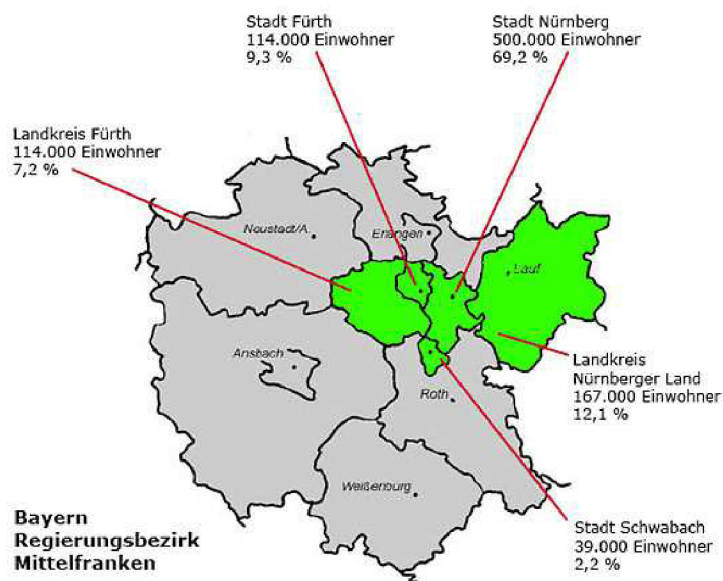 Stadt Fürth
114.000 Einwohner
9,3 %
Stadt Nürnberg
500.000 Einwohner
69,2 %
Landkreis Fürth
114.000 Einwohner
7,2 %
Neustadt/A.
Erlangen
Lauf
Ansbach
Roth
Landkreis
Nürnberger Land
167.000 Einwohner
12,1 %
Weißenburg
Bayern
Regierungsbezirk
Mittelfranken
Stadt Schwabach
39.000 Einwohner
2,2 %